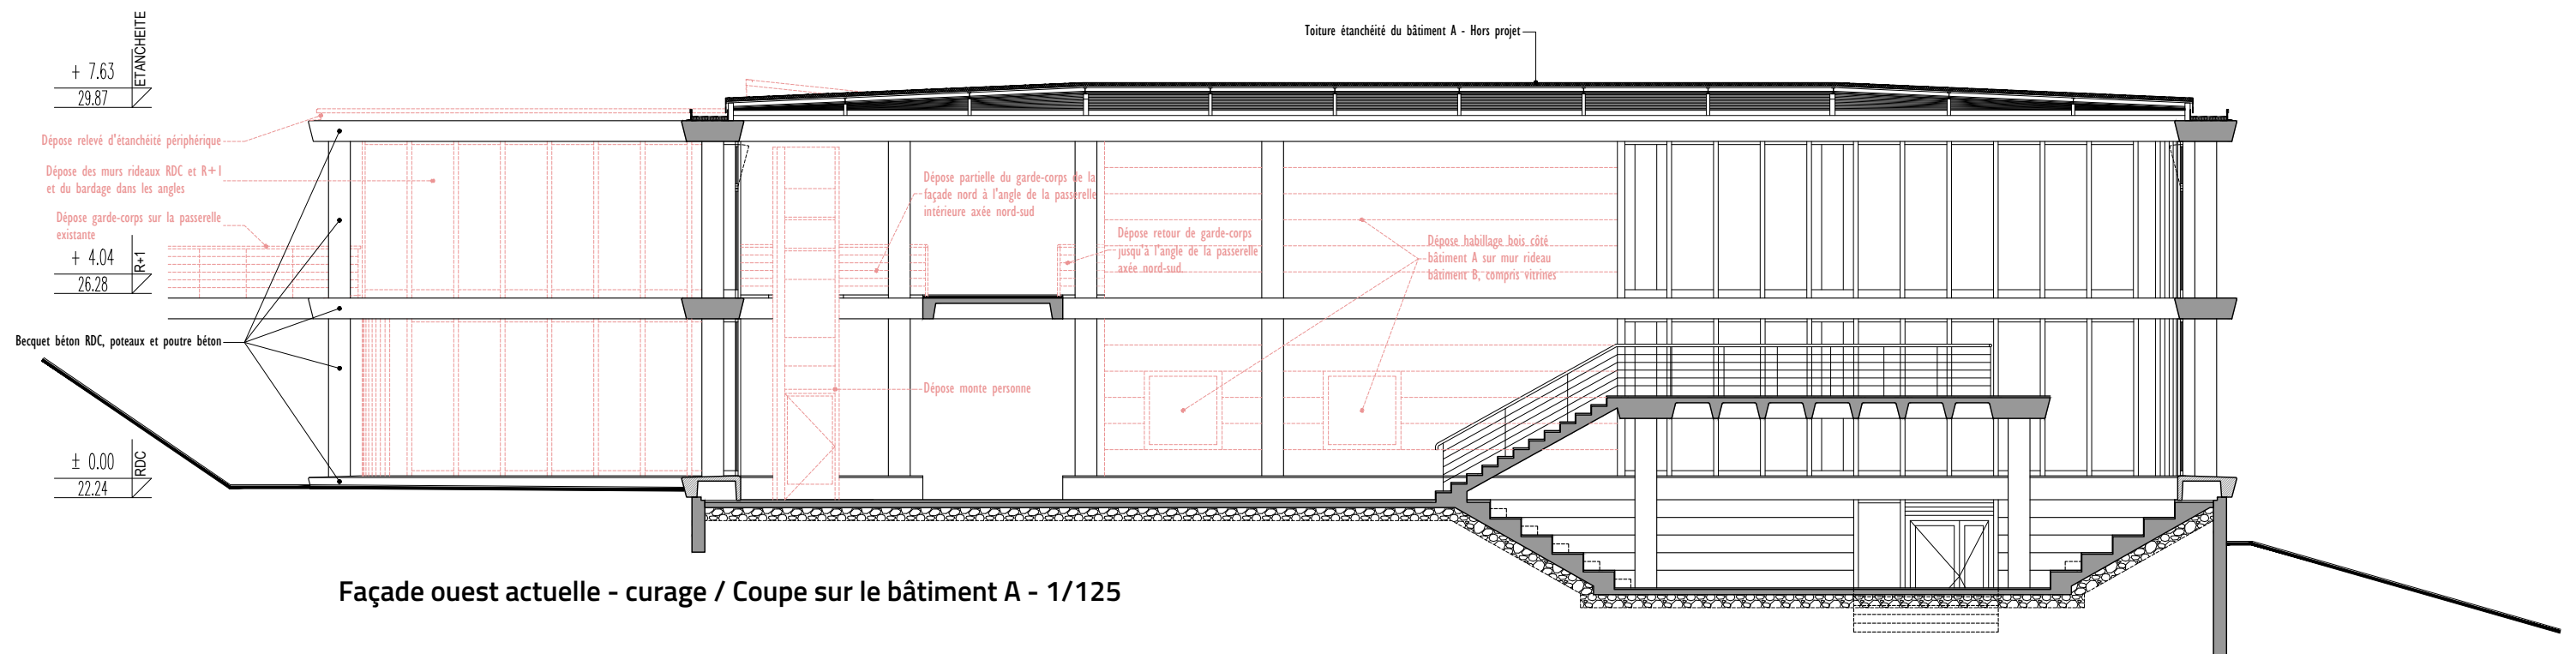 Toiture étanchéité du bâtiment A - Hors projet
ETANCHEITE
+ 7.63
29.87
Dépose relevé d'étanchéité périphérique
Dépose des murs rideaux RDC et R+1
et du bardage dans les angles
Dépose garde-corps sur la passerelle
existante
R+1
+ 4.04
26.28
Dépose partielle du garde-corps de la
façade nord à l'angle de la passerelle
intérieure axée nord-sud
Dépose retour de garde-corps
jusqu'à l'angle de la passerelle
axée nord-sud.
Dépose habillage bois côté
bâtiment A sur mur rideau
bâtiment B, compris vitrines
Becquet béton RDC, poteaux et poutre béton
Dépose monte personne
RDC
± 0.00
22.24
Façade ouest actuelle - curage / Coupe sur le bâtiment A - 1/125